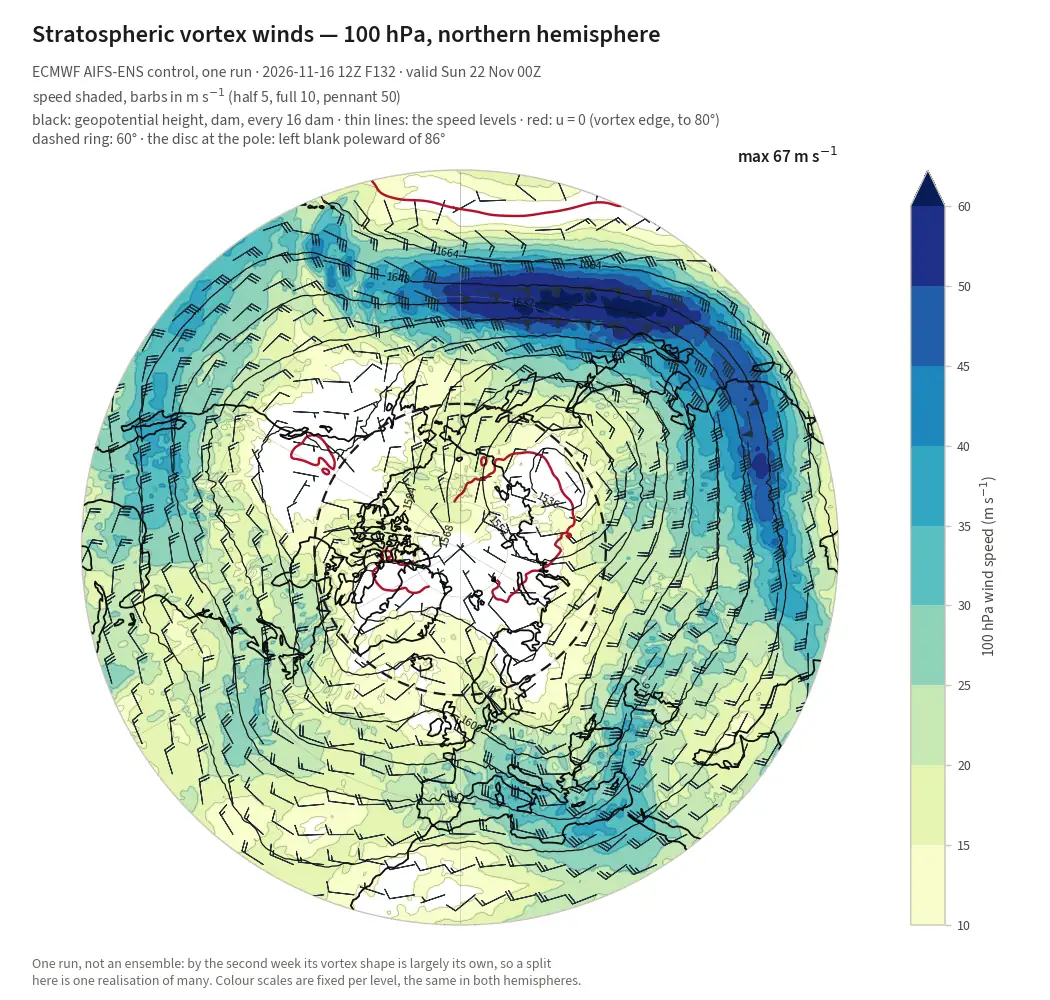 Stratospheric vortex winds — 100 hPa, northern hemisphere
ECMWF AIFS-ENS control, one run · 2026-11-16 12Z F132 · valid Sun 22 Nov 00Z
speed shaded, barbs in m s⁻¹ (half 5, full 10, pennant 50)
black: geopotential height, dam, every 16 dam · thin lines: the speed levels · red: u = 0 (vortex edge, to 80°)
dashed ring: 60° · the disc at the pole: left blank poleward of 86°
max 67 m s⁻¹
60
50
45
40
35
30
25
20
15
10
100 hPa wind speed (m s⁻¹)
1664
1664
1648
1632
1536
1568
1600
One run, not an ensemble: by the second week its vortex shape is largely its own, so a split
here is one realisation of many. Colour scales are fixed per level, the same in both hemispheres.